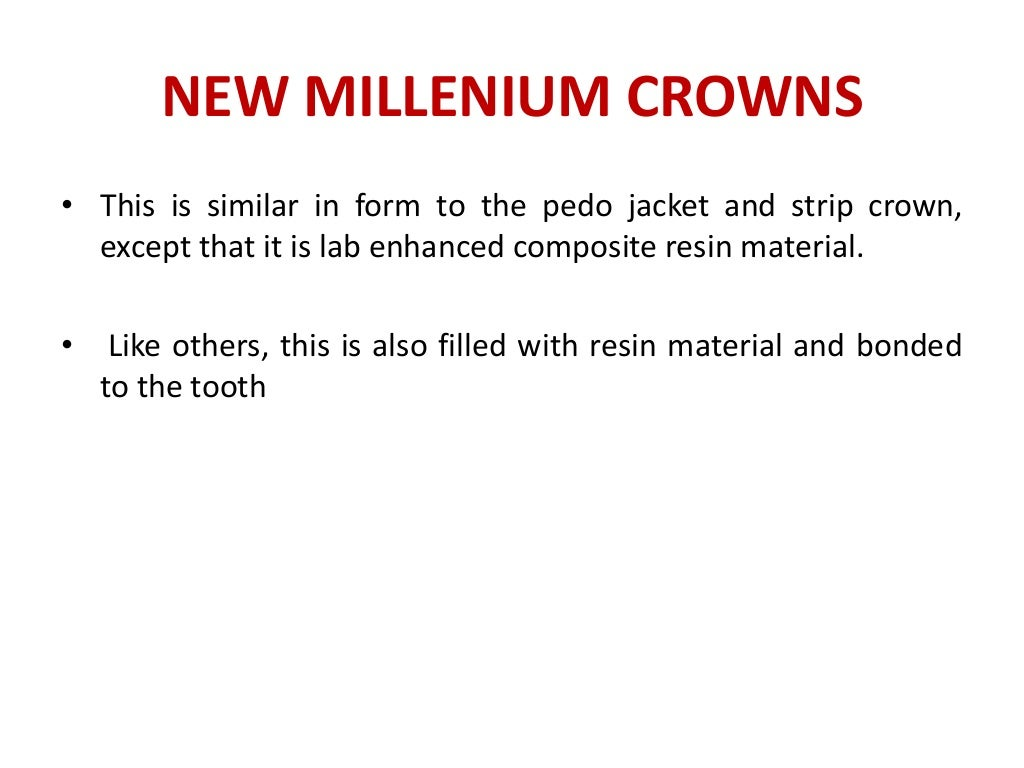 NEW MILLENIUM CROWNS
• This is similar in form to the pedo jacket and strip crown,
except that it is lab enhanced composite resin material.
• Like others, this is also filled with resin material and bonded
to the tooth